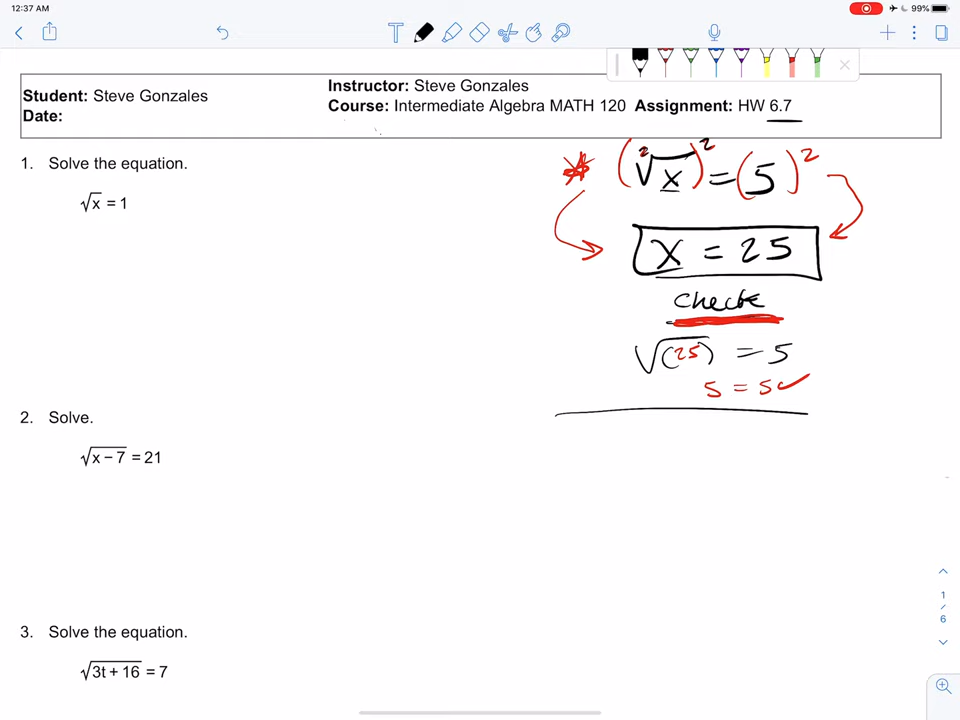 12:37 AM
99%
Student: Steve Gonzales
Date:
Instructor: Steve Gonzales
Course: Intermediate Algebra MATH 120 Assignment: HW 6.7
1. Solve the equation.
√x = 1
2. Solve.
√x − 7 = 21
3. Solve the equation.
√3t + 16 = 7
(²√x)² = (5)²
x = 25
check
√(25) = 5
5 = 5 ✓
1
/
6